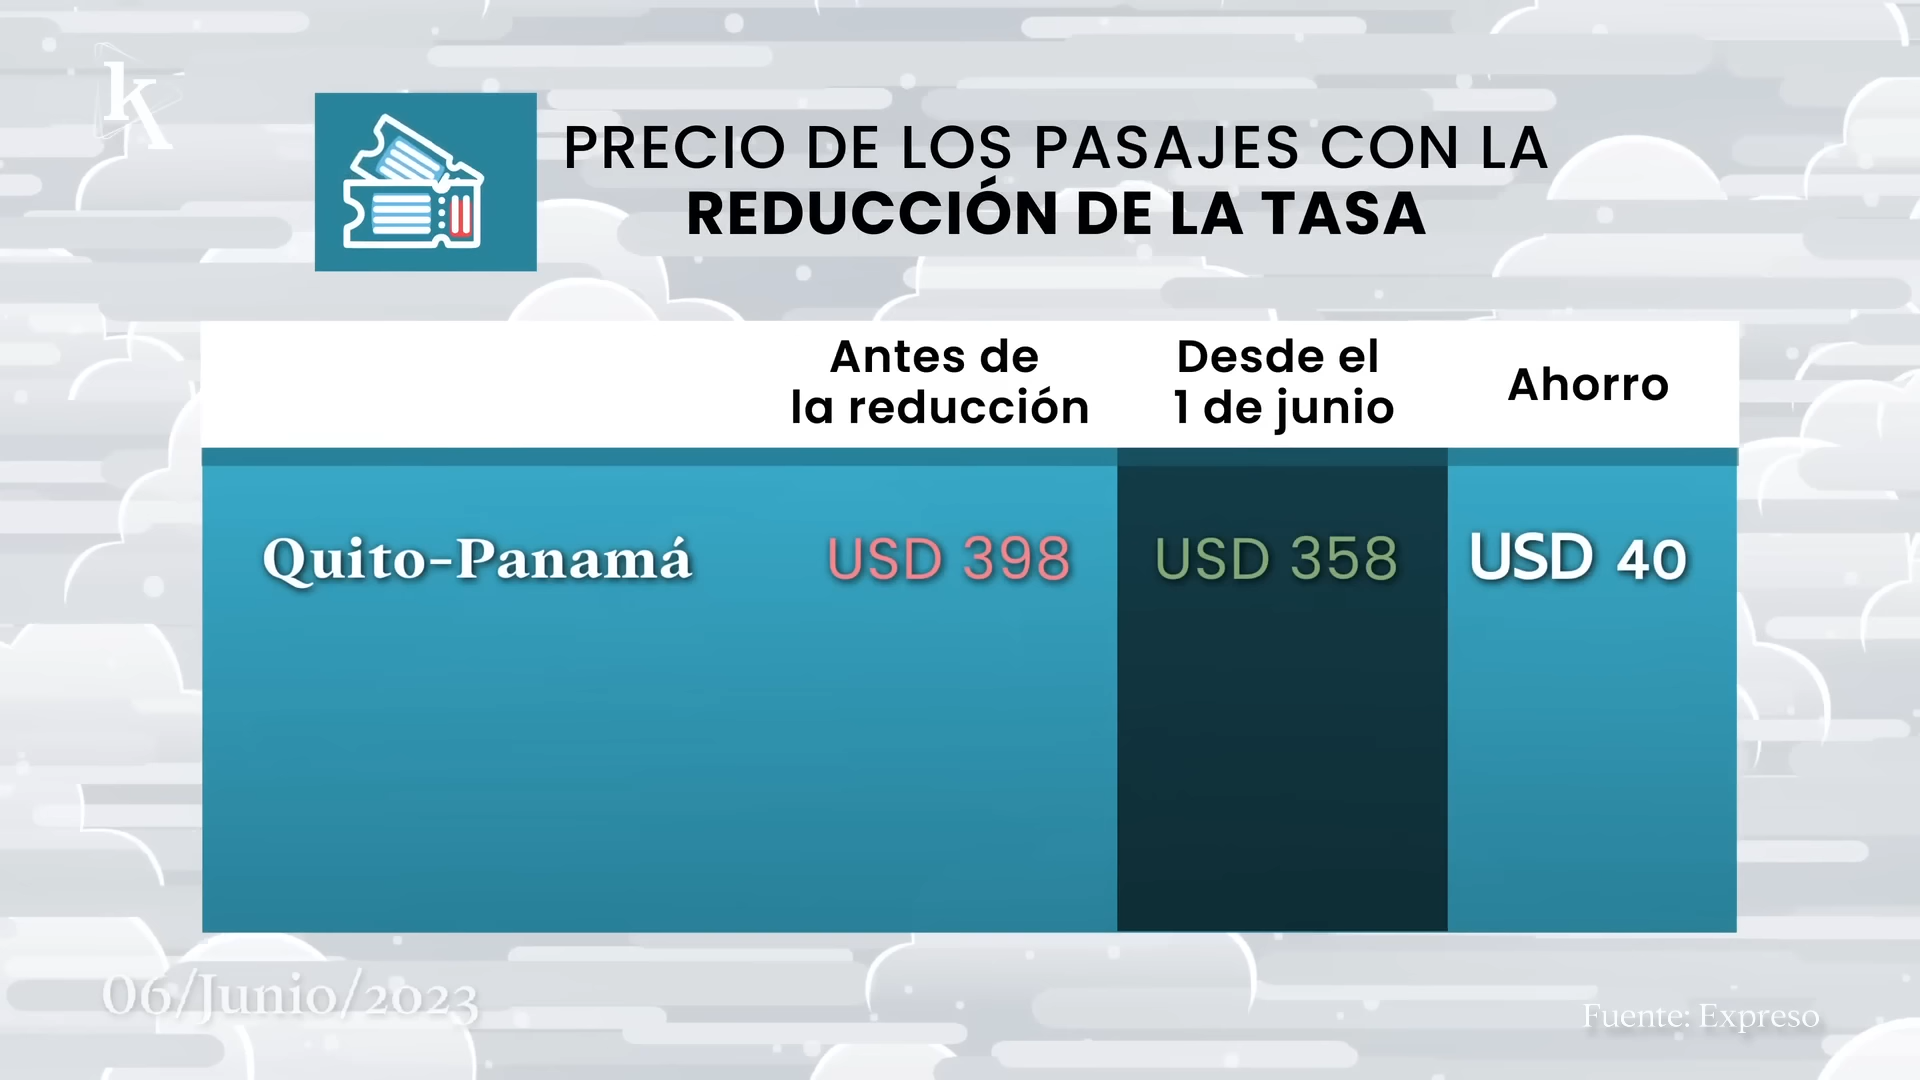 k
PRECIO DE LOS PASAJES CON LA
REDUCCIÓN DE LA TASA
Antes de
la reducción
Desde el
1 de junio
Ahorro
Quito-Panamá USD 398 USD 358 USD 40
06/Junio/2023
Fuente: Expreso